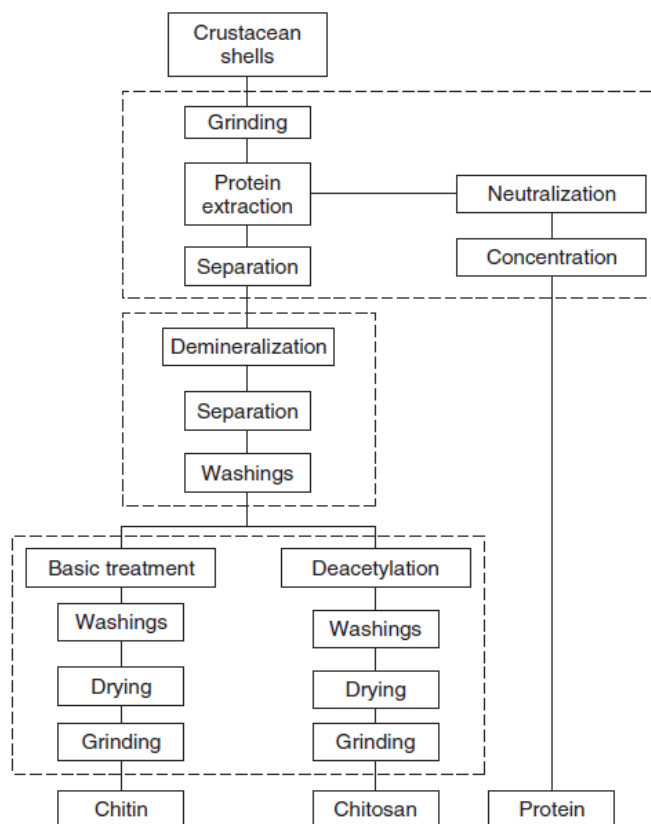 Crustacean
shells
Grinding
Protein
extraction
Neutralization
Separation
Concentration
Demineralization
Separation
Washings
Basic treatment
Deacetylation
Washings
Washings
Drying
Drying
Grinding
Grinding
Chitin
Chitosan
Protein